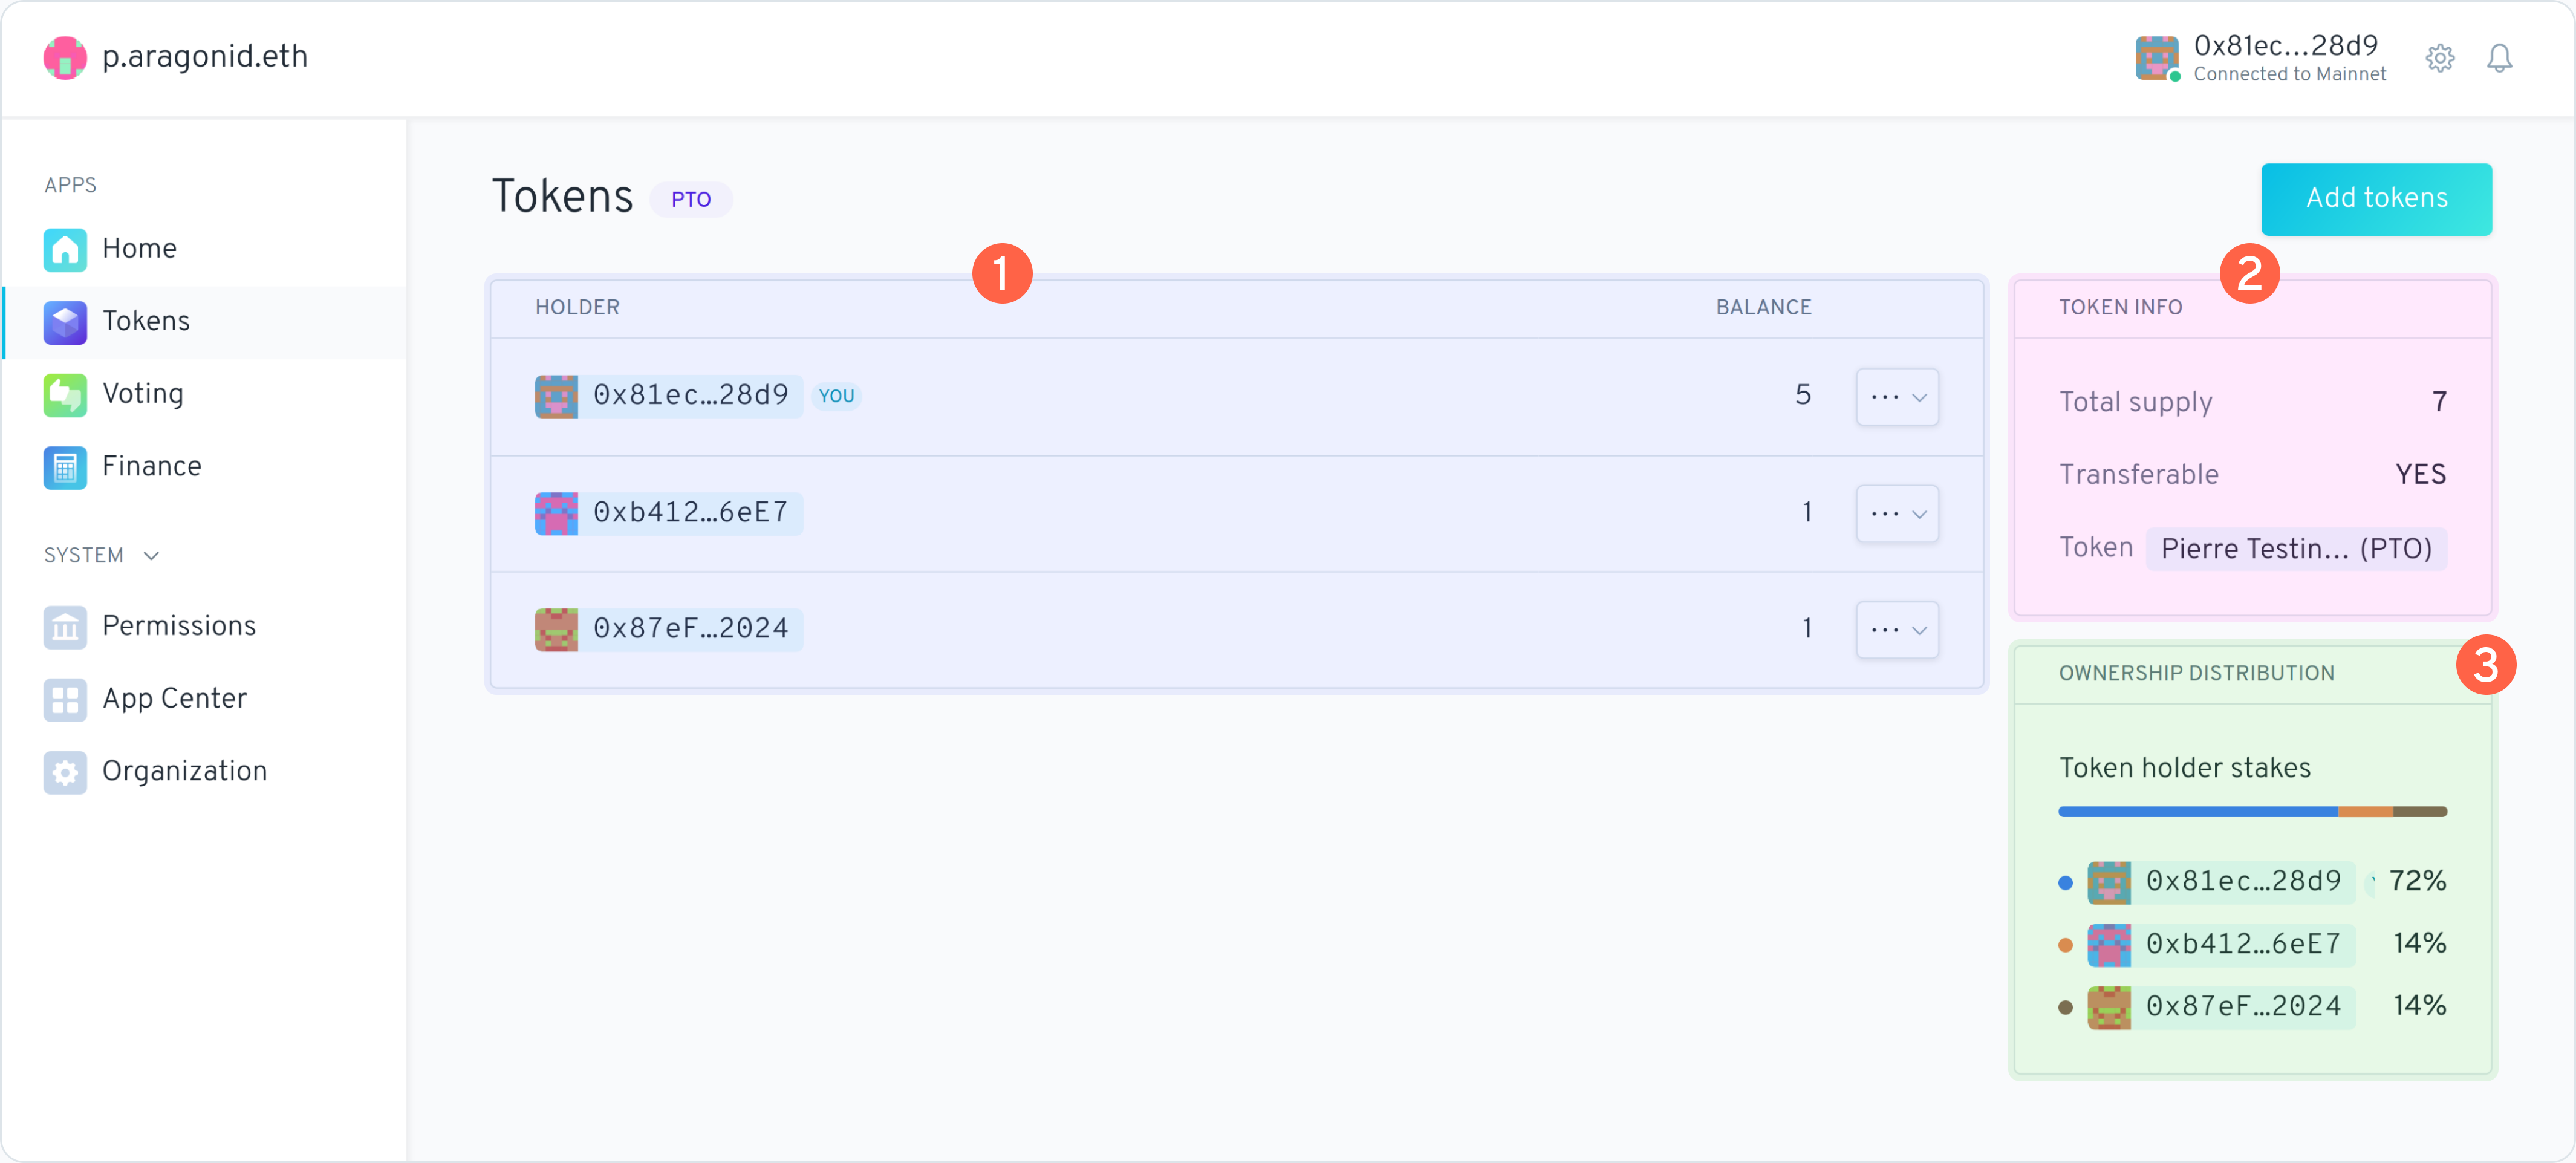 p.aragonid.eth
0x81ec...28d9
Connected to Mainnet
APPS
Home
Tokens
Voting
Finance
SYSTEM
Permissions
App Center
Organization
Tokens PTO
Add tokens
1
HOLDER BALANCE
0x81ec…28d9 YOU 5 ...
0xb412…6eE7 1 ...
0x87eF…2024 1 ...
2
TOKEN INFO
Total supply 7
Transferable YES
Token Pierre Testin... (PTO)
3
OWNERSHIP DISTRIBUTION
Token holder stakes
0x81ec…28d9 72%
0xb412…6eE7 14%
0x87eF…2024 14%